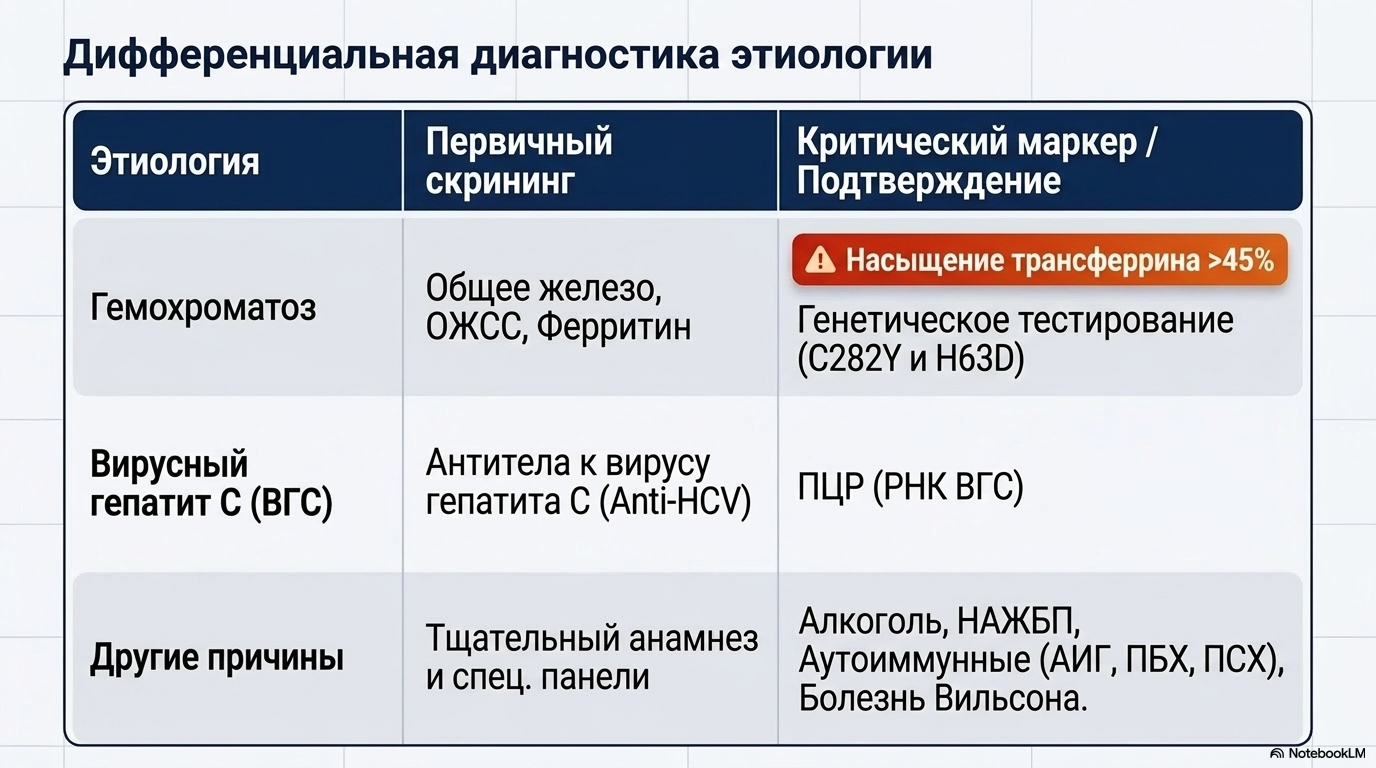 Дифференциальная диагностика этиологии
Этиология
Первичный
скрининг
Критический маркер /
Подтверждение
Гемохроматоз
Общее железо,
ОЖСС, Ферритин
Насыщение трансферрина >45%
Генетическое тестирование
(C282Y и H63D)
Вирусный
гепатит С (ВГС)
Антитела к вирусу
гепатита С (Anti-HCV)
ПЦР (РНК ВГС)
Другие причины
Тщательный анамнез
и спец. панели
Алкоголь, НАЖБП,
Аутоиммунные (АИГ, ПБХ, ПСХ),
Болезнь Вильсона.
NotebookLM